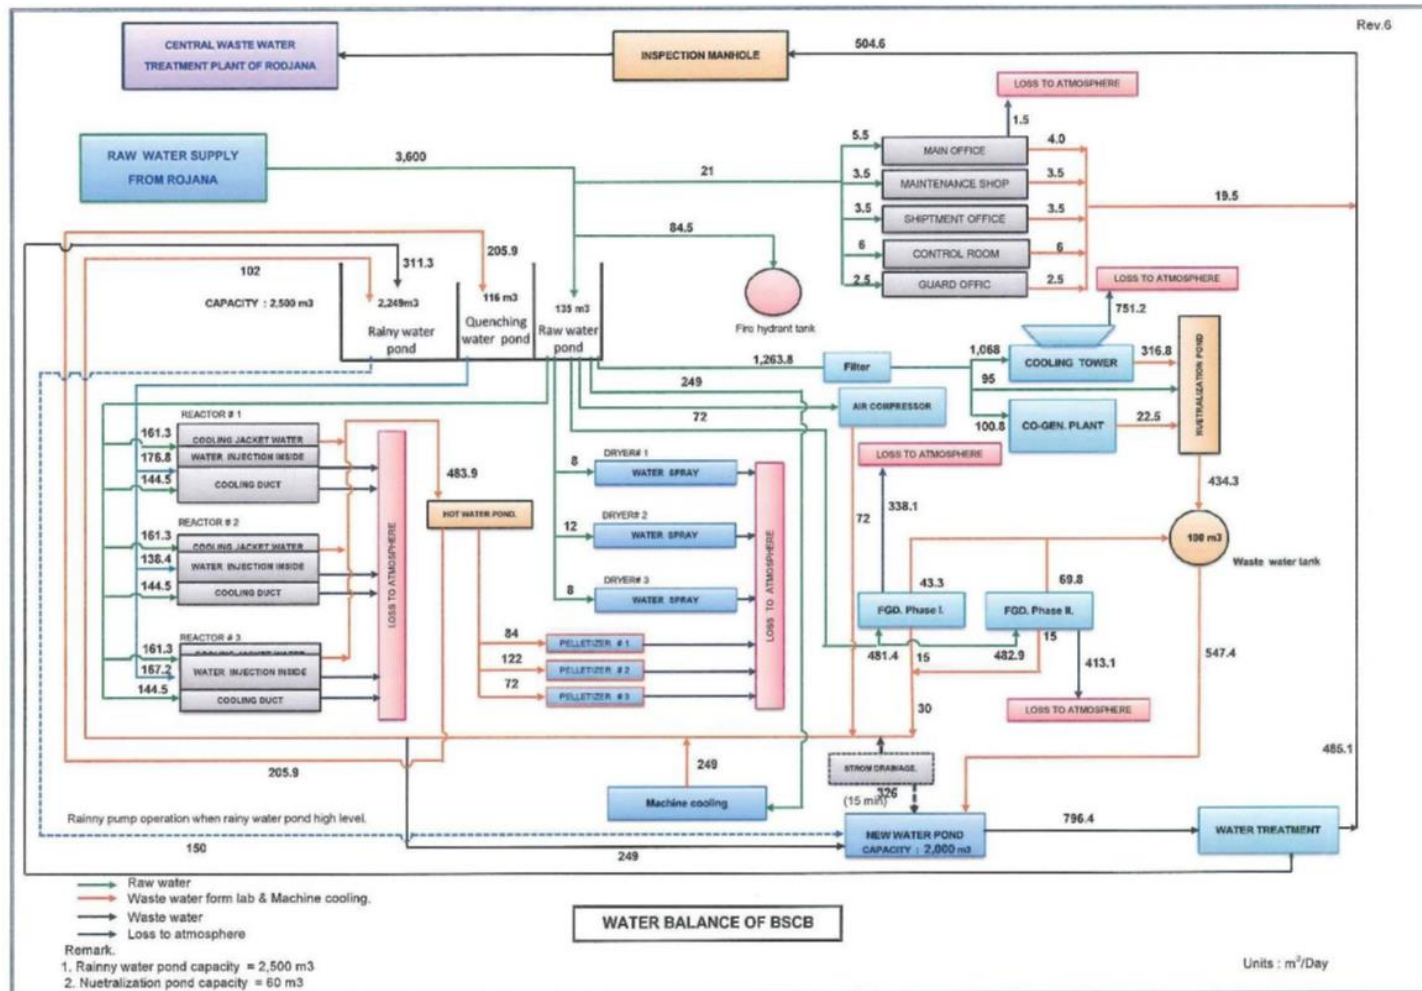 Rev.6
CENTRAL WASTE WATER
TREATMENT PLANT OF RODJANA
INSPECTION MANHOLE
504.6
LOSS TO ATMOSPHERE
1.5
RAW WATER SUPPLY
FROM ROJANA
3,600
21
84.5
5.5
MAIN OFFICE
4.0
3.5
MAINTENANCE SHOP
3.5
3.5
SHIPTMENT OFFICE
3.5
19.5
6
CONTROL ROOM
6
2.5
GUARD OFFIC
2.5
Fire hydrant tank
102
311.3
205.9
CAPACITY : 2,500 m3
2,249m3
Rainy water
pond
116 m3
Quenching
water pond
135 m3
Raw water
pond
LOSS TO ATMOSPHERE
751.2
1,263.8
Filter
1,068
COOLING TOWER
316.8
95
100.8
CO-GEN. PLANT
22.5
NUETRALIZATION POND
249
72
AIR COMPRESSOR
LOSS TO ATMOSPHERE
338.1
72
434.3
100 m3
Waste water tank
REACTOR # 1
161.3
COOLING JACKET WATER
176.8
WATER INJECTION INSIDE
144.5
COOLING DUCT
REACTOR # 2
161.3
COOLING JACKET WATER
138.4
WATER INJECTION INSIDE
144.5
COOLING DUCT
REACTOR # 3
161.3
COOLING JACKET WATER
167.2
WATER INJECTION INSIDE
144.5
COOLING DUCT
LOSS TO ATMOSPHERE
483.9
HOT WATER POND.
DRYER# 1
8
WATER SPRAY
DRYER# 2
12
WATER SPRAY
DRYER# 3
8
WATER SPRAY
84
PELLETIZER # 1
122
PELLETIZER # 2
72
PELLETIZER # 3
LOSS TO ATMOSPHERE
43.3
69.8
FGD. Phase I.
FGD. Phase II.
481.4
15
482.9
15
413.1
547.4
30
LOSS TO ATMOSPHERE
205.9
249
Machine cooling
STROM DRAINAGE.
326
(15 min)
485.1
Rainny pump operation when rainy water pond high level.
150
249
NEW WATER POND
CAPACITY : 2,000 m3
796.4
WATER TREATMENT
Raw water
Waste water form lab & Machine cooling.
Waste water
Loss to atmosphere
WATER BALANCE OF BSCB
Remark.
1. Rainny water pond capacity = 2,500 m3
2. Nuetralization pond capacity = 60 m3
Units : m³/Day